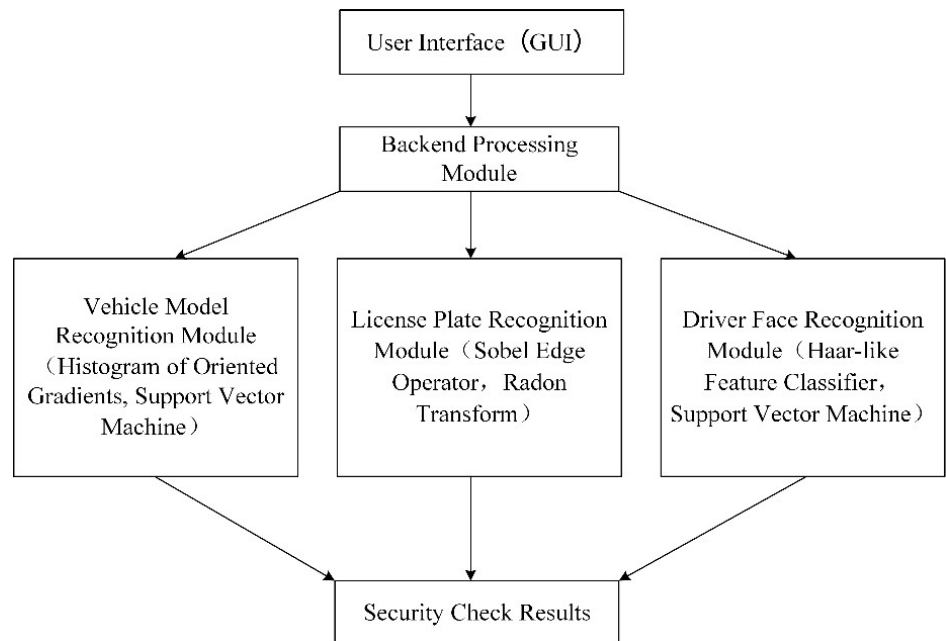 User Interface（GUI）
Backend Processing
Module
Vehicle Model
Recognition Module
（Histogram of Oriented
Gradients, Support Vector
Machine）
License Plate Recognition
Module（Sobel Edge
Operator，Radon
Transform）
Driver Face Recognition
Module（Haar-like
Feature Classifier，
Support Vector Machine）
Security Check Results